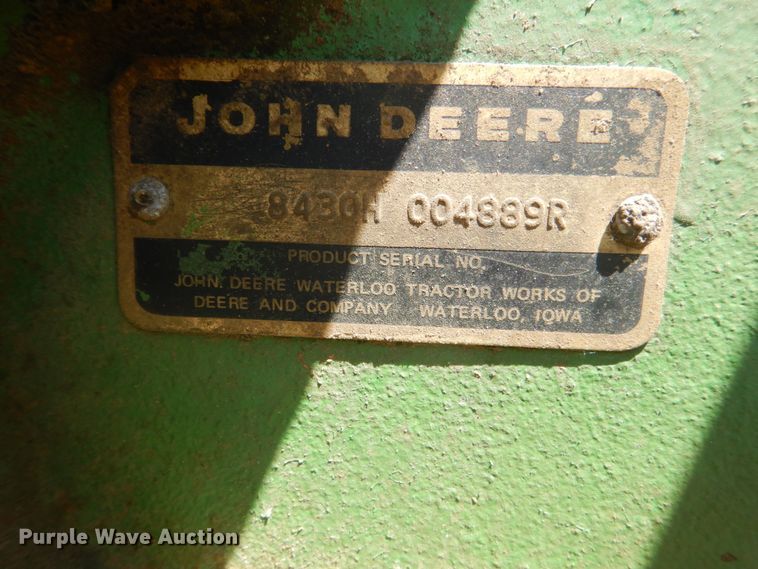 JOHN DEERE
8430H 004889R
PRODUCT SERIAL NO.
JOHN DEERE WATERLOO TRACTOR WORKS OF
DEERE AND COMPANY WATERLOO, IOWA
Purple Wave Auction